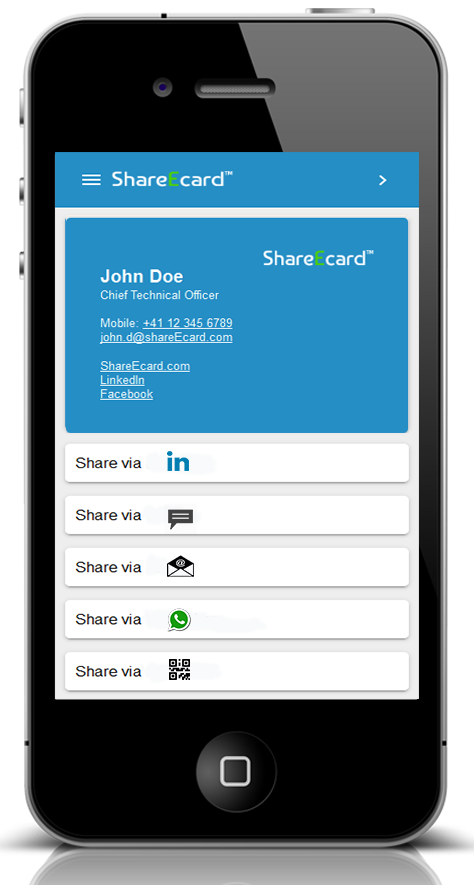 ShareEcard™
ShareEcard™
John Doe
Chief Technical Officer
Mobile: +41 12 345 6789
john.d@shareEcard.com
ShareEcard.com
LinkedIn
Facebook
Share via in
Share via
Share via @
Share via
Share via